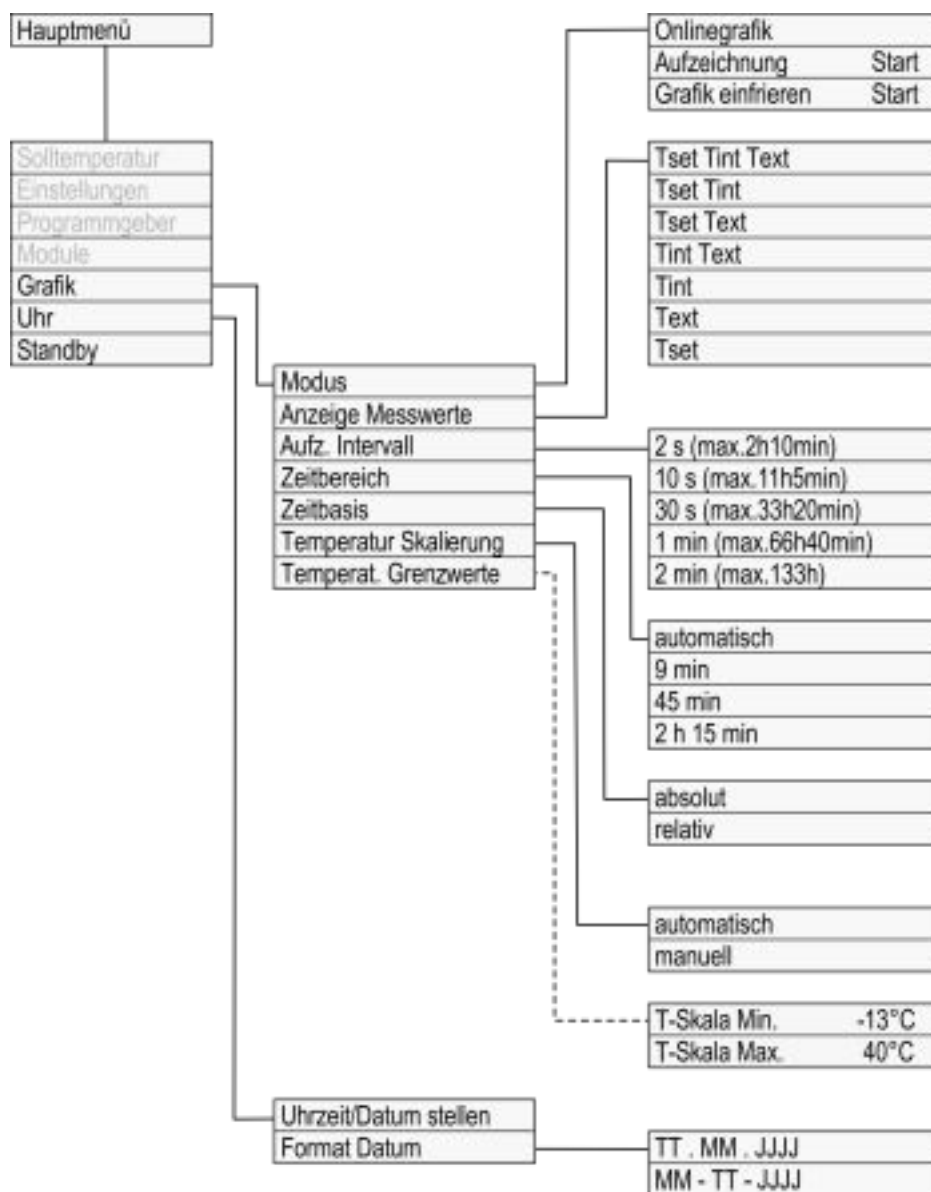 Hauptmenü
Solltemperatur
Einstellungen
Programmgeber
Module
Grafik
Uhr
Standby
Modus
Anzeige Messwerte
Aufz. Intervall
Zeitbereich
Zeitbasis
Temperatur Skalierung
Temperat. Grenzwerte
Onlinegrafik
Aufzeichnung Start
Grafik einfrieren Start
Tset Tint Text
Tset Tint
Tset Text
Tint Text
Tint
Text
Tset
2 s (max.2h10min)
10 s (max.11h5min)
30 s (max.33h20min)
1 min (max.66h40min)
2 min (max.133h)
automatisch
9 min
45 min
2 h 15 min
absolut
relativ
automatisch
manuell
T-Skala Min. -13°C
T-Skala Max. 40°C
Uhrzeit/Datum stellen
Format Datum
TT . MM . JJJJ
MM - TT - JJJJ